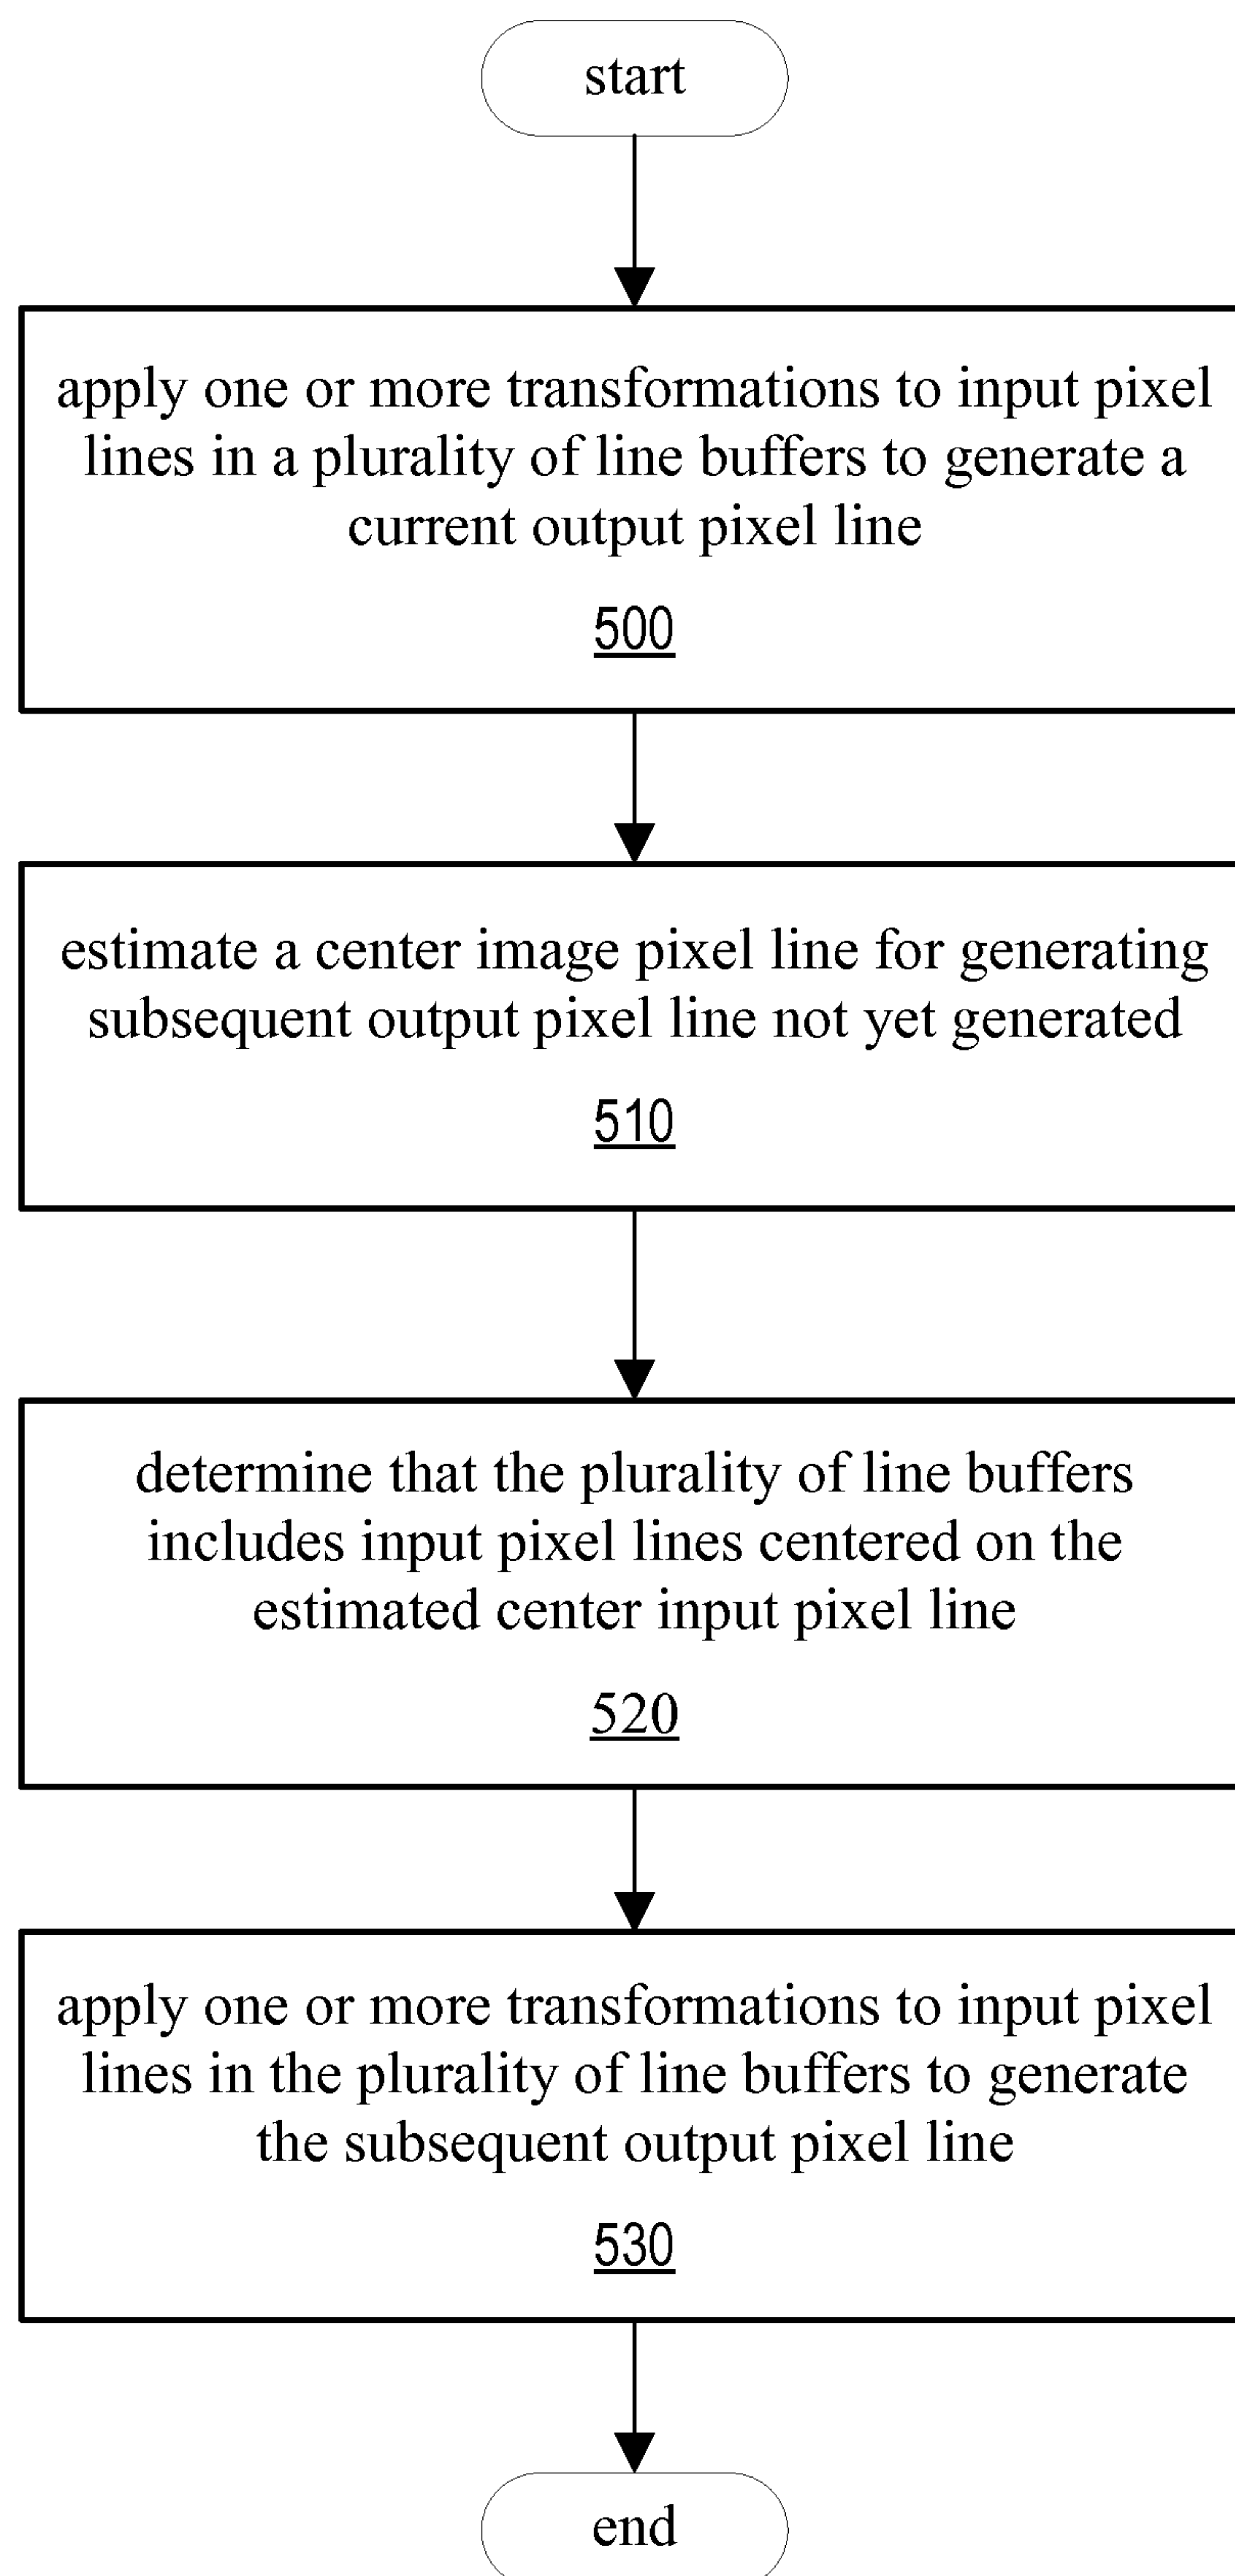 start
apply one or more transformations to input pixel
lines in a plurality of line buffers to generate a
current output pixel line
500
estimate a center image pixel line for generating
subsequent output pixel line not yet generated
510
determine that the plurality of line buffers
includes input pixel lines centered on the
estimated center input pixel line
520
apply one or more transformations to input pixel
lines in the plurality of line buffers to generate
the subsequent output pixel line
530
end